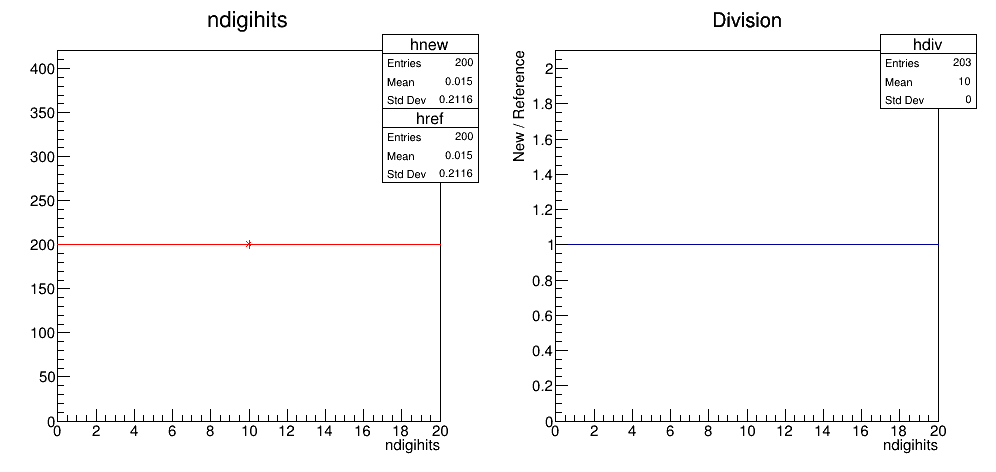 ndigihits
hnew
Entries 200
Mean 0.015
Std Dev 0.2116
href
Entries 200
Mean 0.015
Std Dev 0.2116
400
350
300
250
200
150
100
50
0
0 2 4 6 8 10 12 14 16 18 20
ndigihits
Division
hdiv
Entries 203
Mean 10
Std Dev 0
New / Reference
2
1.8
1.6
1.4
1.2
1
0.8
0.6
0.4
0.2
0
0 2 4 6 8 10 12 14 16 18 20
ndigihits